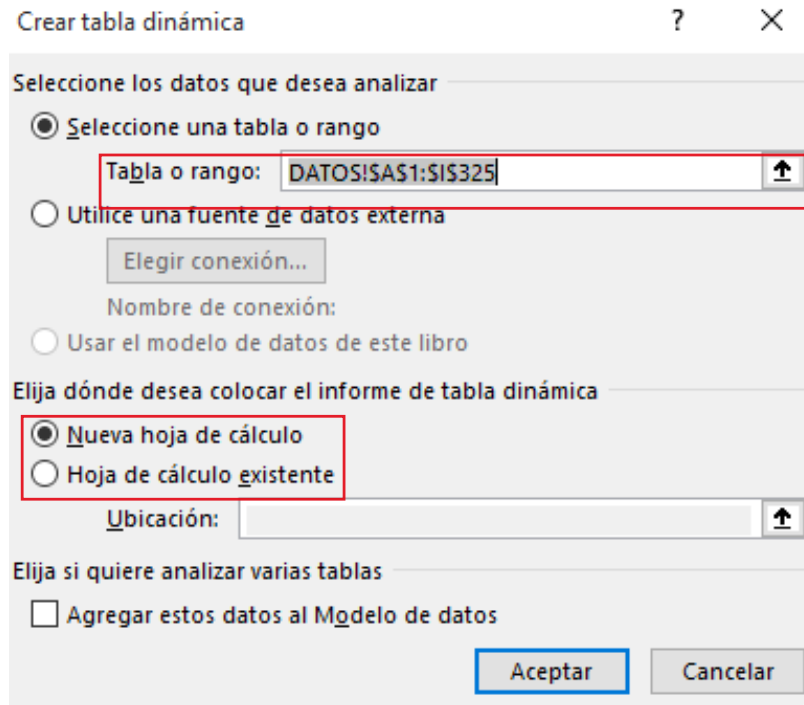 Crear tabla dinámica ? ×
Seleccione los datos que desea analizar
Seleccione una tabla o rango
Tabla o rango: DATOS!$A$1:$I$325
Utilice una fuente de datos externa
Elegir conexión...
Nombre de conexión:
Usar el modelo de datos de este libro
Elija dónde desea colocar el informe de tabla dinámica
Nueva hoja de cálculo
Hoja de cálculo existente
Ubicación:
Elija si quiere analizar varias tablas
Agregar estos datos al Modelo de datos
Aceptar Cancelar